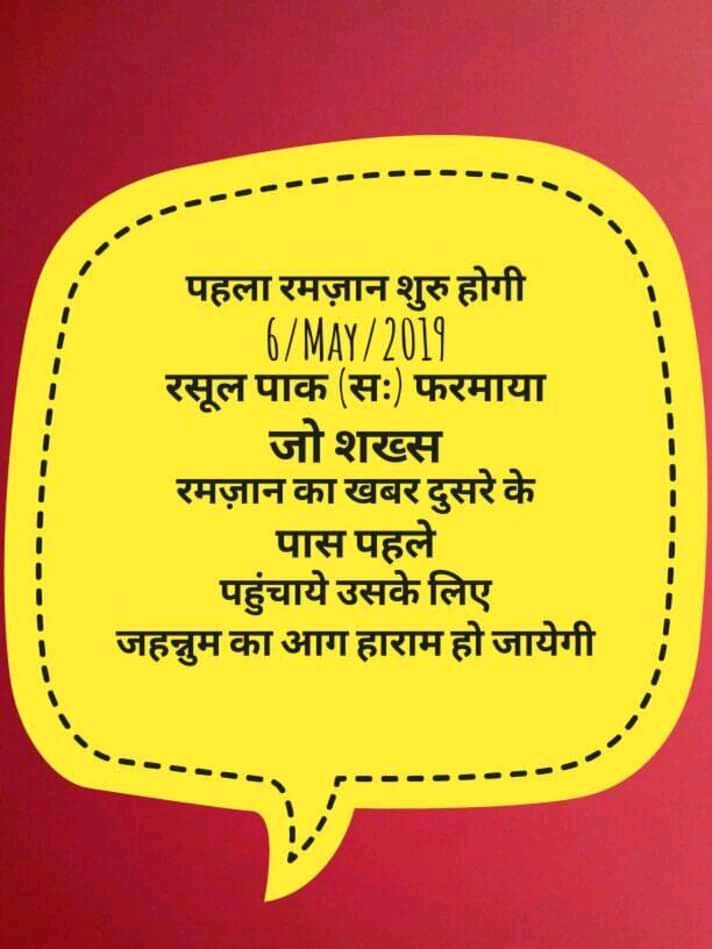 पहला रमज़ान शुरु होगी
6/MAY/2019
रसूल पाक (सः) फरमाया
जो शख्स
रमज़ान का खबर दुसरे के
पास पहले
पहुंचाये उसके लिए
जहन्नुम का आग हाराम हो जायेगी